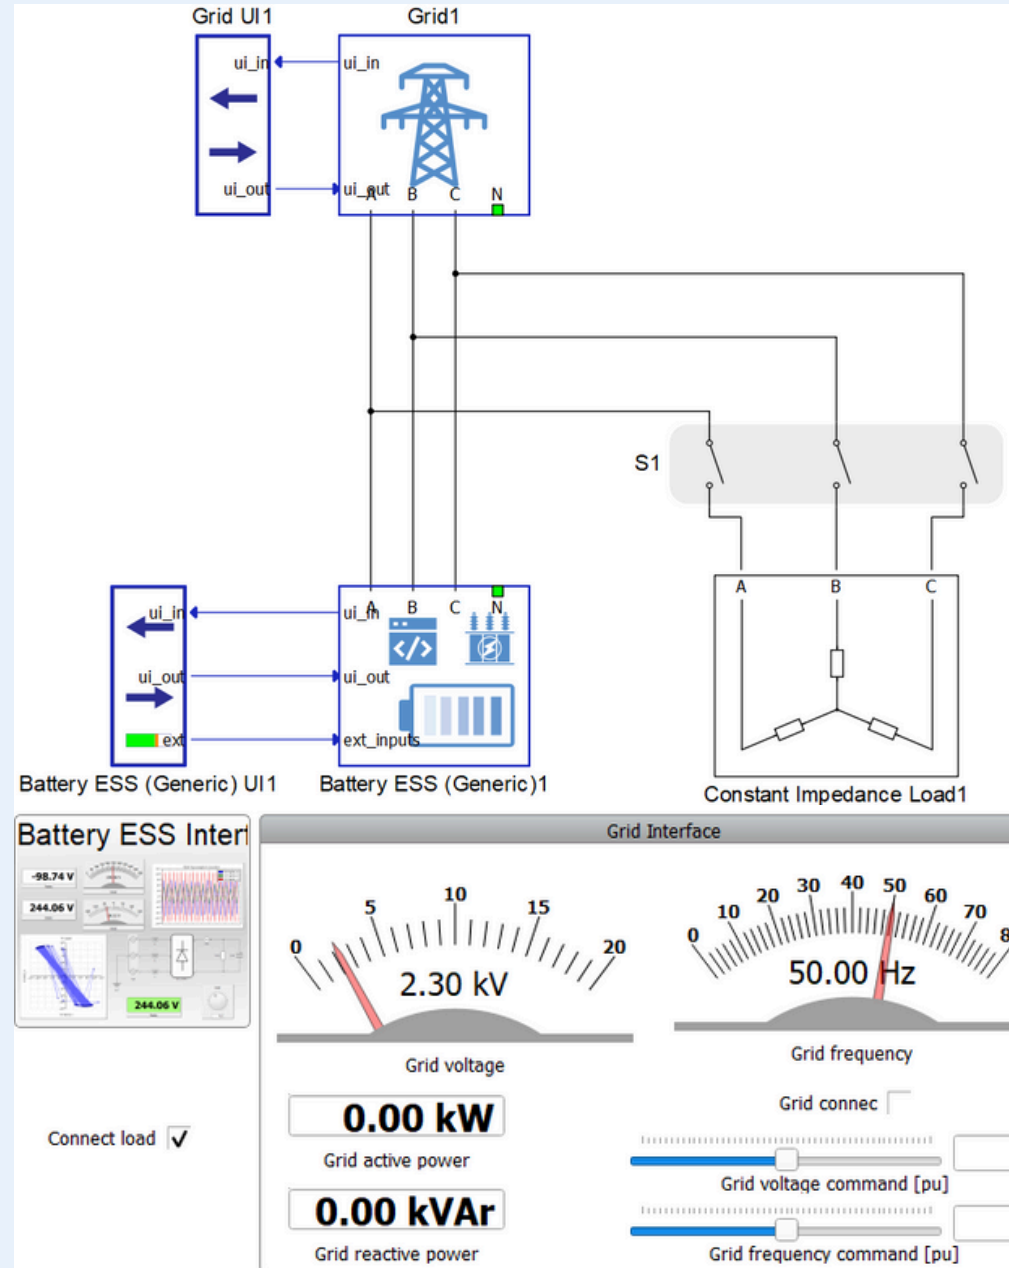 Grid UI1
Grid1
ui_in
ui_in
ui_out
ui_out
A B C N
S1
A B C
ui_in
ui_in
A B C N
ui_out
ui_out
ext
ext_inputs
Battery ESS (Generic) UI1
Battery ESS (Generic)1
Constant Impedance Load1
Battery ESS Interf
-98.74 V
244.06 V
244.06 V
Connect load
Grid Interface
0 5 10 15 20
2.30 kV
Grid voltage
0 10 20 30 40 50 60 70 8
50.00 Hz
Grid frequency
0.00 kW
Grid active power
0.00 kVAr
Grid reactive power
Grid connec
Grid voltage command [pu]
Grid frequency command [pu]